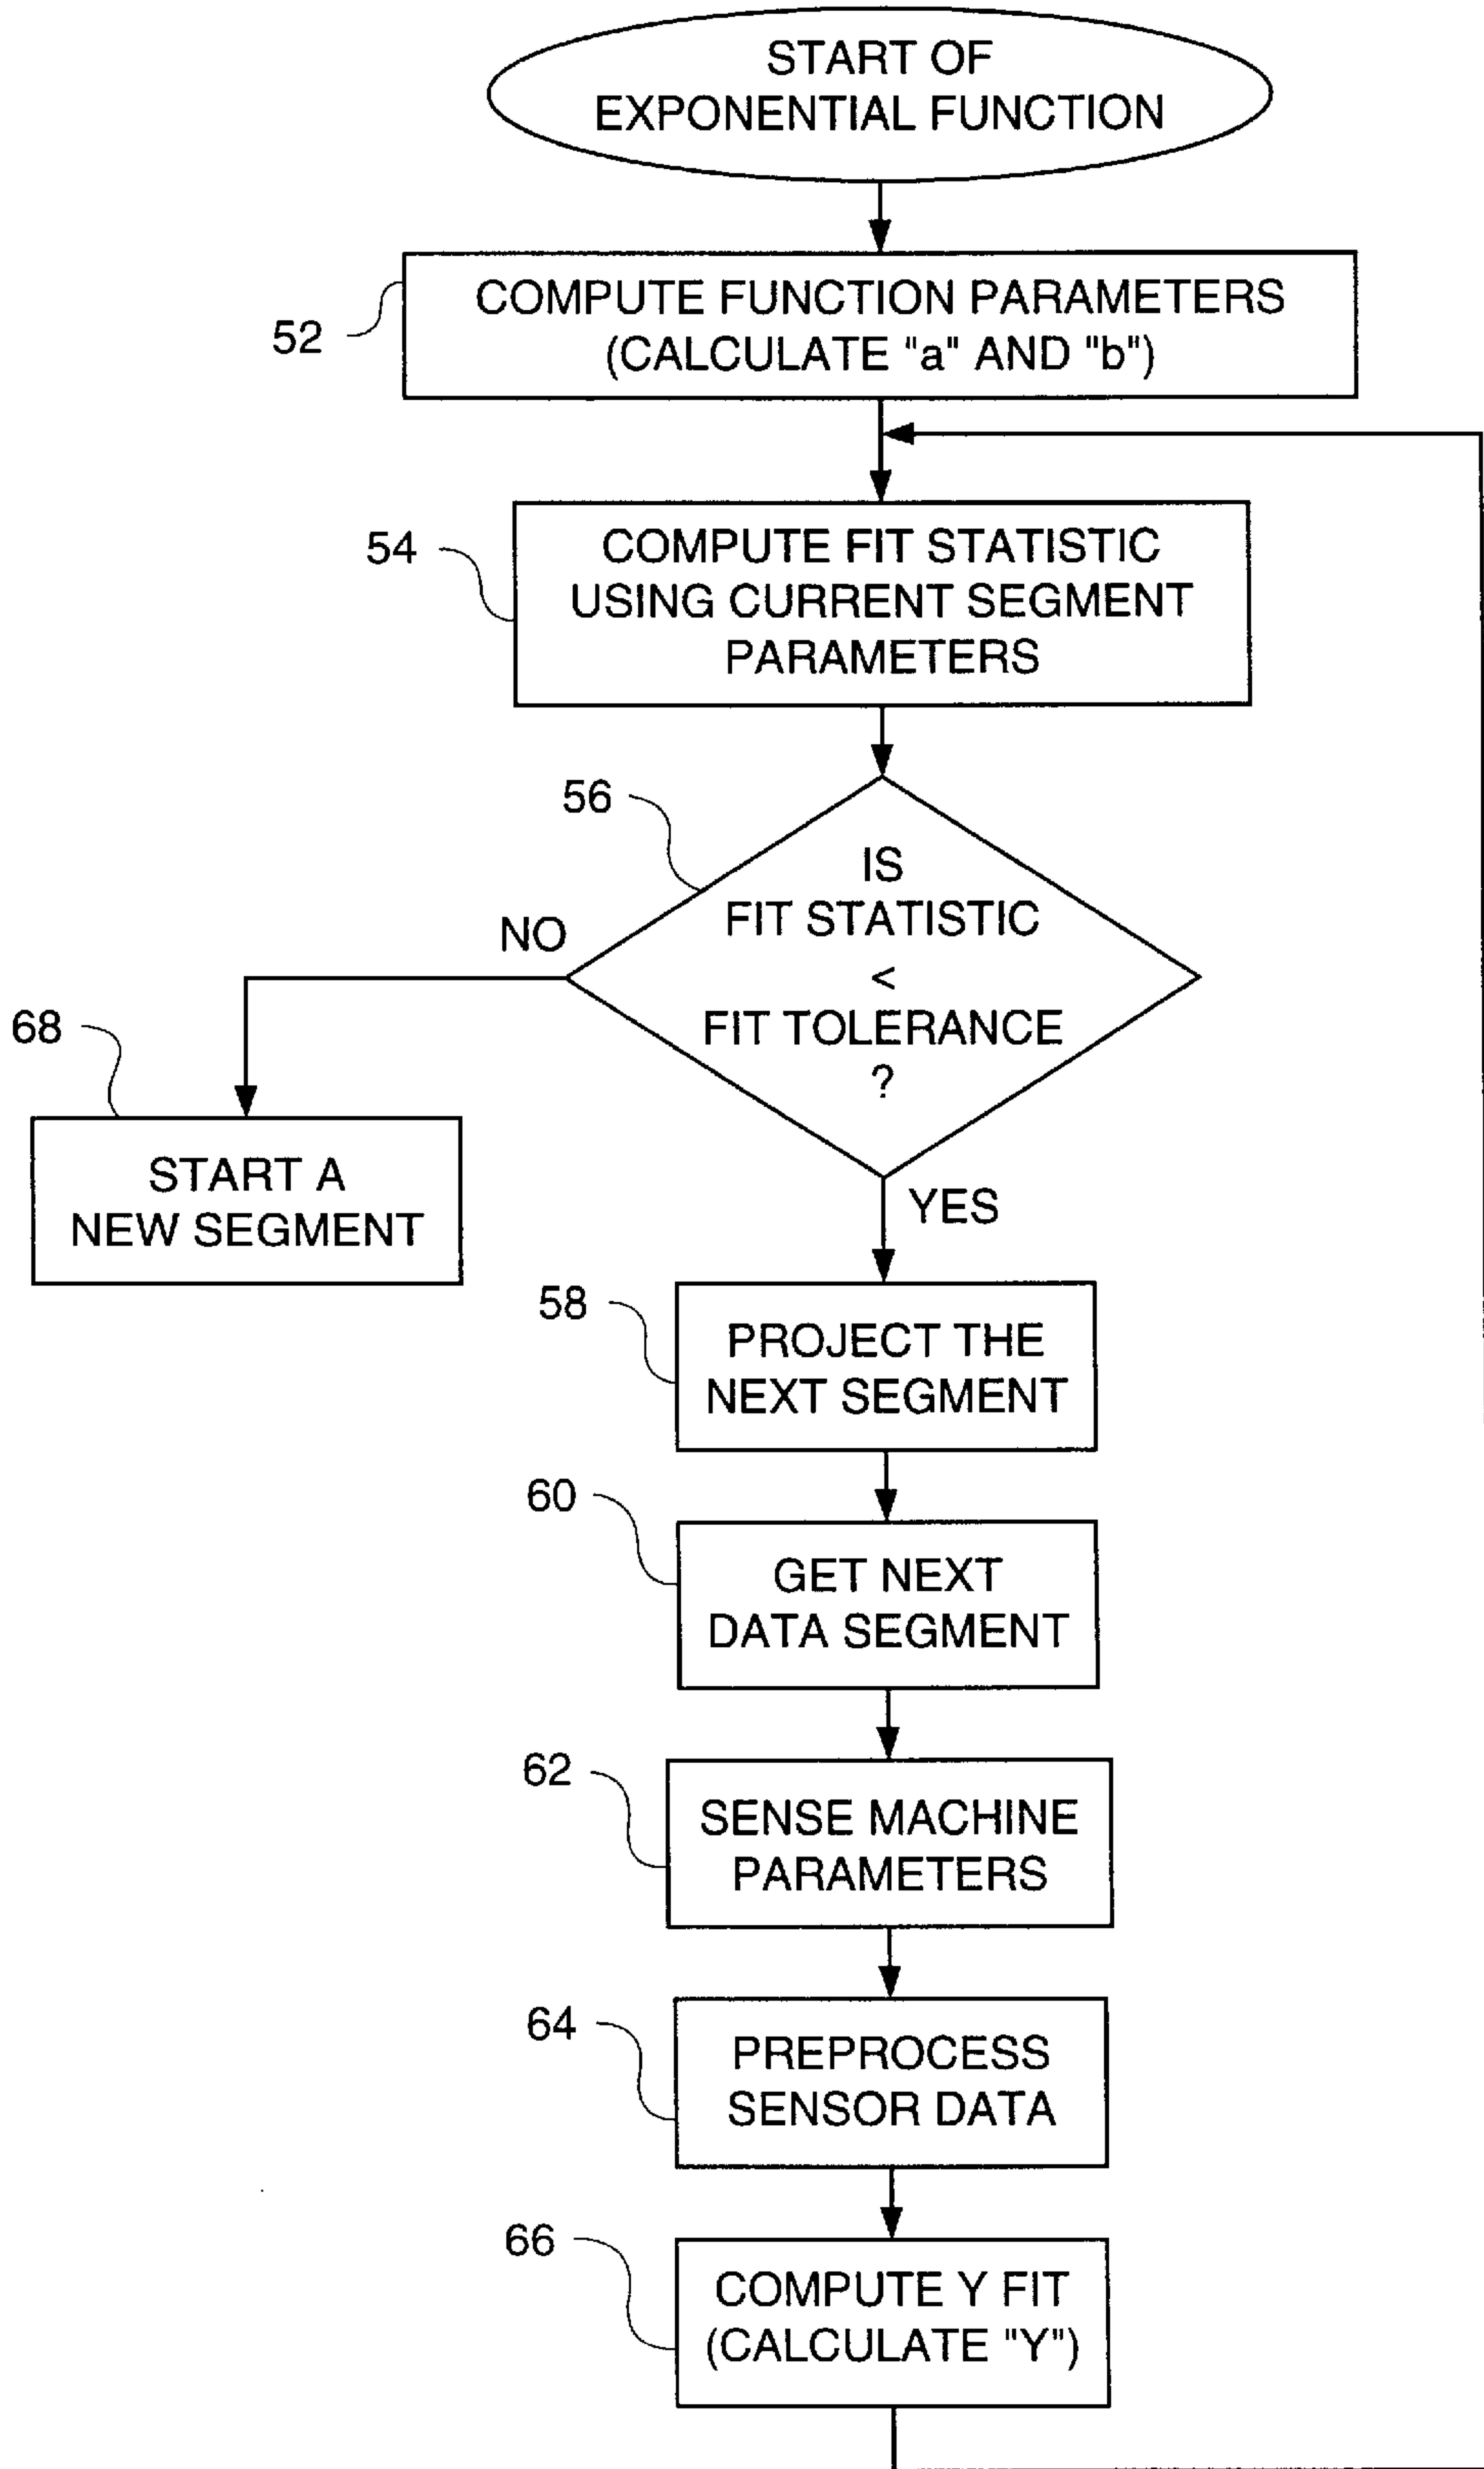 START OF
EXPONENTIAL FUNCTION
52
COMPUTE FUNCTION PARAMETERS
(CALCULATE "a" AND "b")
54
COMPUTE FIT STATISTIC
USING CURRENT SEGMENT
PARAMETERS
56
IS
FIT STATISTIC
<
FIT TOLERANCE
?
NO
68
START A
NEW SEGMENT
YES
58
PROJECT THE
NEXT SEGMENT
60
GET NEXT
DATA SEGMENT
62
SENSE MACHINE
PARAMETERS
64
PREPROCESS
SENSOR DATA
66
COMPUTE Y FIT
(CALCULATE "Y")